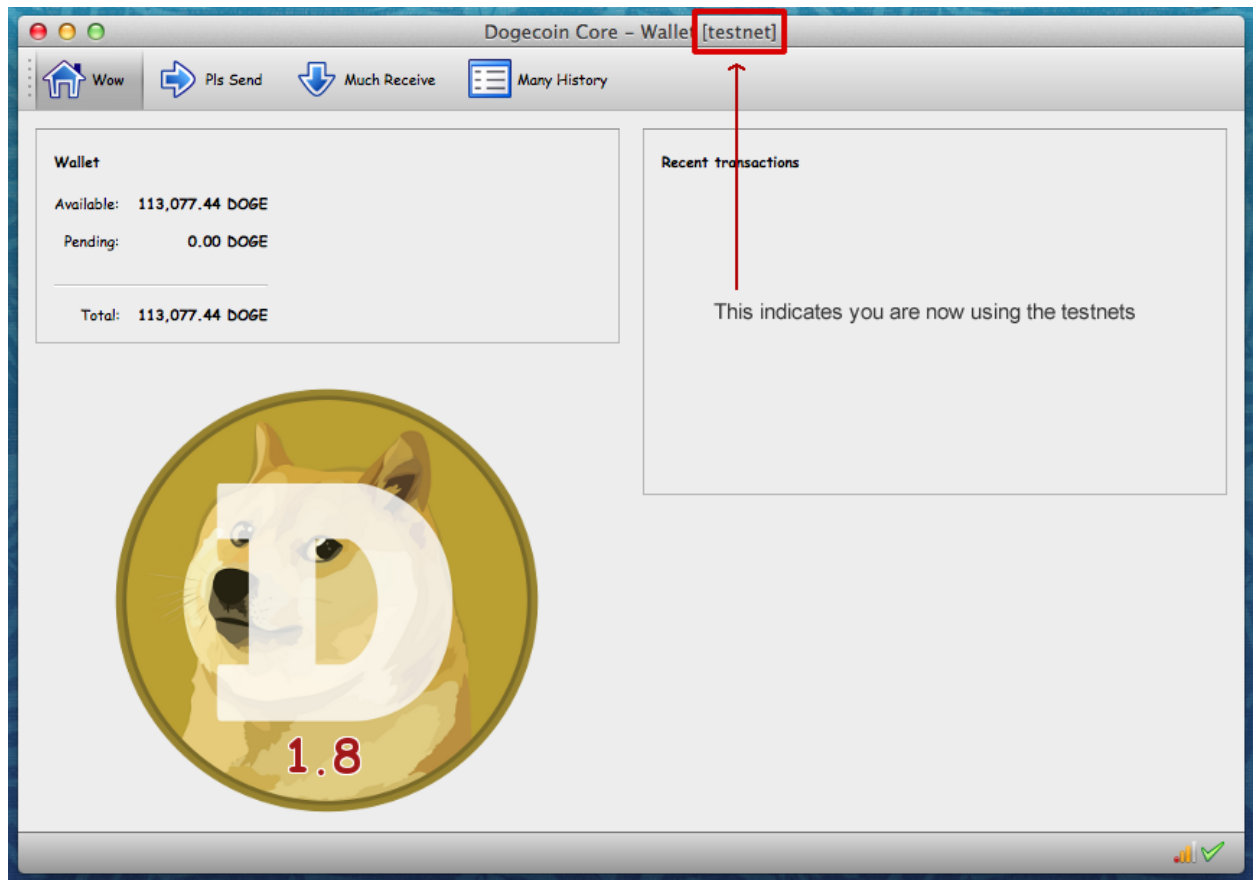 Dogecoin Core – Wallet [testnet]
Wow
Pls Send
Much Receive
Many History
Wallet
Available: 113,077.44 DOGE
Pending: 0.00 DOGE
Total: 113,077.44 DOGE
Recent transactions
This indicates you are now using the testnets
D
1.8